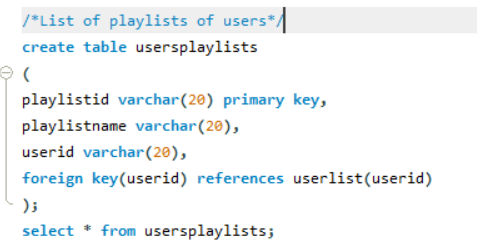 /*List of playlists of users*/
create table usersplaylists
(
playlistid varchar(20) primary key,
playlistname varchar(20),
userid varchar(20),
foreign key(userid) references userlist(userid)
);
select * from usersplaylists;